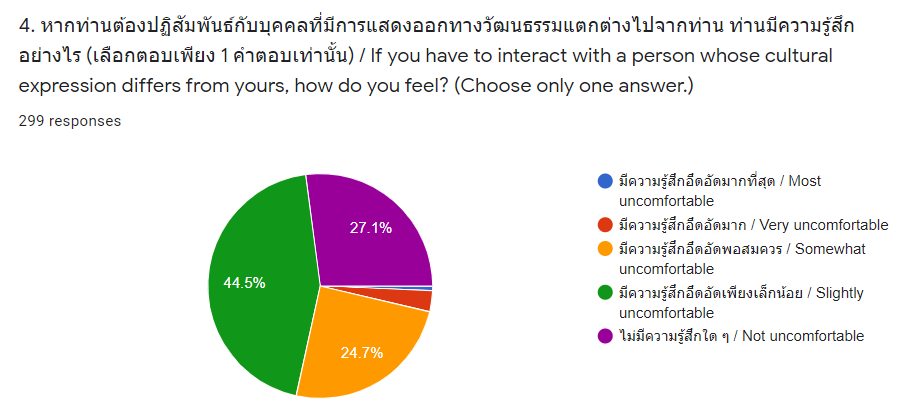 4. หากท่านต้องปฏิสัมพันธ์กับบุคคลที่มีการแสดงออกทางวัฒนธรรมแตกต่างไปจากท่าน ท่านมีความรู้สึก
อย่างไร (เลือกตอบเพียง 1 คำตอบเท่านั้น) / If you have to interact with a person whose cultural
expression differs from yours, how do you feel? (Choose only one answer.)
299 responses
27.1%
44.5%
24.7%
มีความรู้สึกอึดอัดมากที่สุด / Most
uncomfortable
มีความรู้สึกอึดอัดมาก / Very uncomfortable
มีความรู้สึกอึดอัดพอสมควร / Somewhat
uncomfortable
มีความรู้สึกอึดอัดเพียงเล็กน้อย / Slightly
uncomfortable
ไม่มีความรู้สึกใด ๆ / Not uncomfortable